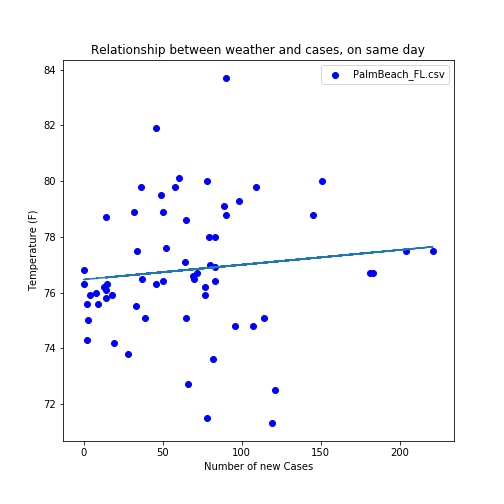 Relationship between weather and cases, on same day
PalmBeach_FL.csv
84
82
80
78
76
74
72
Temperature (F)
0 50 100 150 200
Number of new Cases